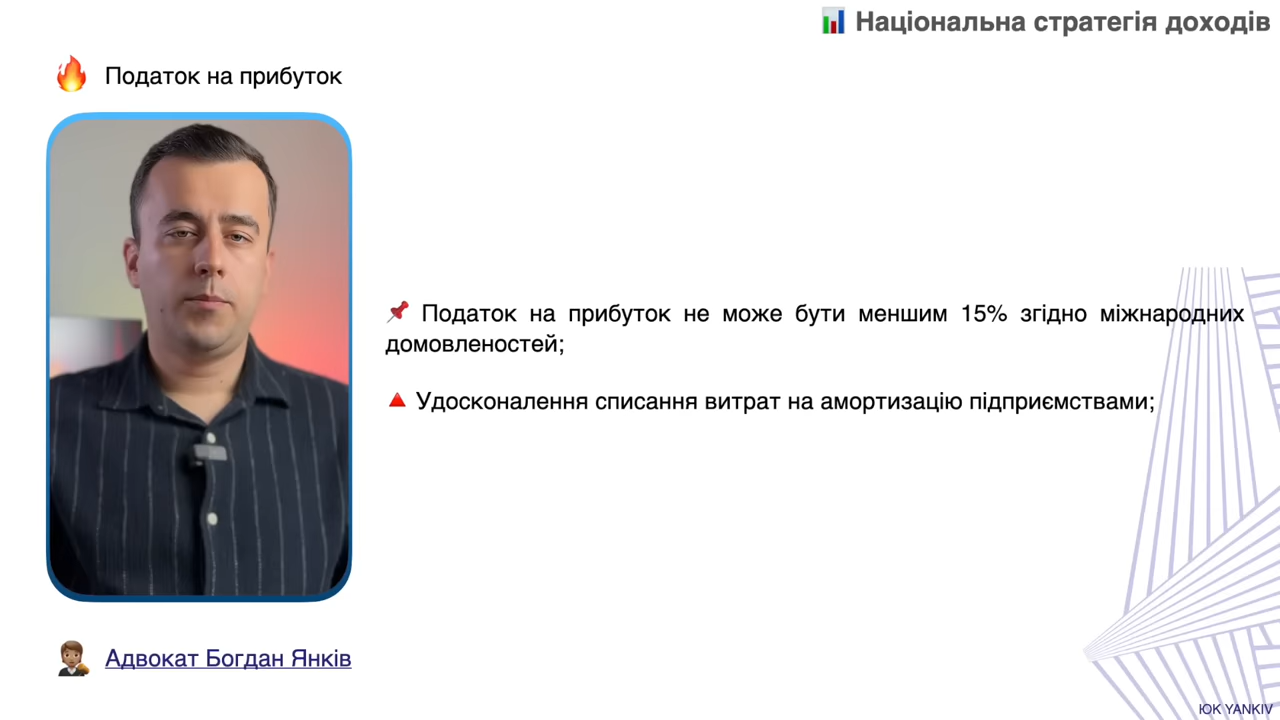 📊 Національна стратегія доходів
🔥 Податок на прибуток
📌 Податок на прибуток не може бути меншим 15% згідно міжнародних
домовленостей;
🔺 Удосконалення списання витрат на амортизацію підприємствами;
Адвокат Богдан Янків
ЮК YANKIV